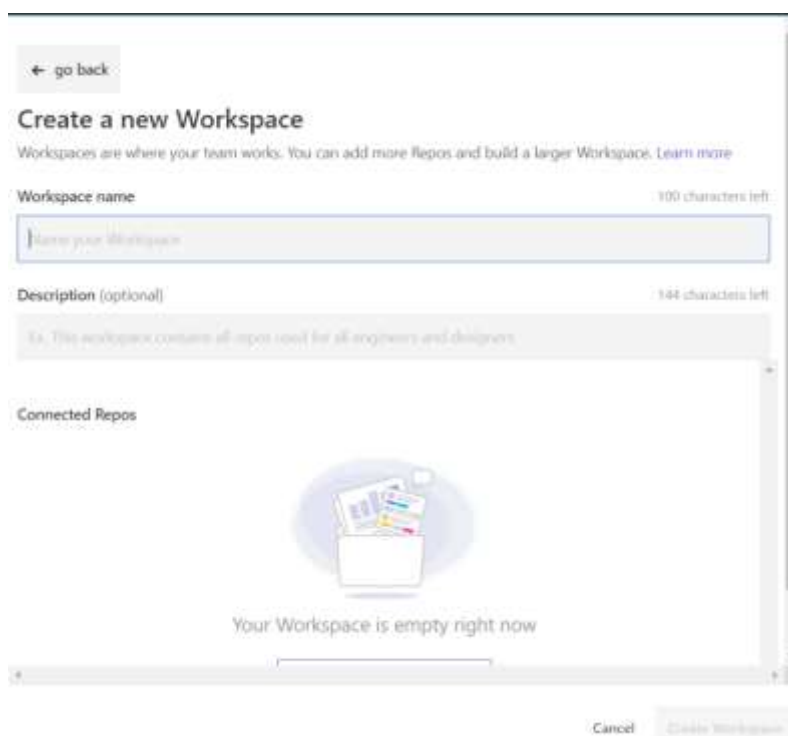 ← go back
Create a new Workspace
Workspaces are where your team works. You can add more Repos and build a larger Workspace. Learn more
Workspace name 100 characters left
Name your Workspace
Description (optional) 144 characters left
Ex. This workspace contains all repos used for all engineers and designers
Connected Repos
Your Workspace is empty right now
Cancel Create Workspace